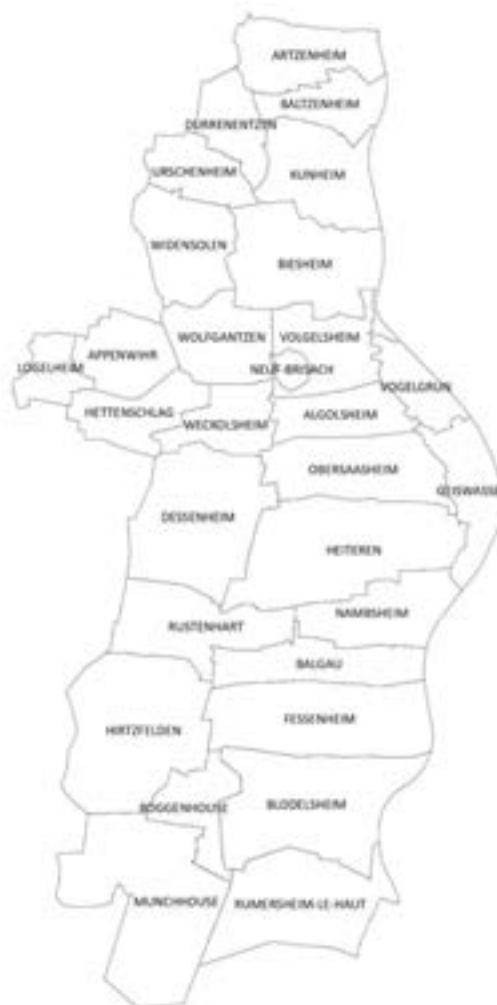 ARTZENHEIM
BALTZENHEIM
DURRENENTZEN
URSCHENHEIM
KUNHEIM
WIDENSOLEN
BIESHEIM
WOLFGANTZEN
VOLGELSHEIM
APPENWIHR
LOGELHEIM
NEUF-BRISACH
VOGELGRUN
HETTENSCHLAG
WECKOLSHEIM
ALGOLSHEIM
OBERSAASHEIM
GEISWASSER
DESSENHEIM
HEITEREN
NAMBSHEIM
RUSTENHART
BALGAU
FESSENHEIM
HIRTZFELDEN
ROGGENHOUSE
BLODELSHEIM
MUNCHHOUSE
RUMERSHEIM-LE-HAUT